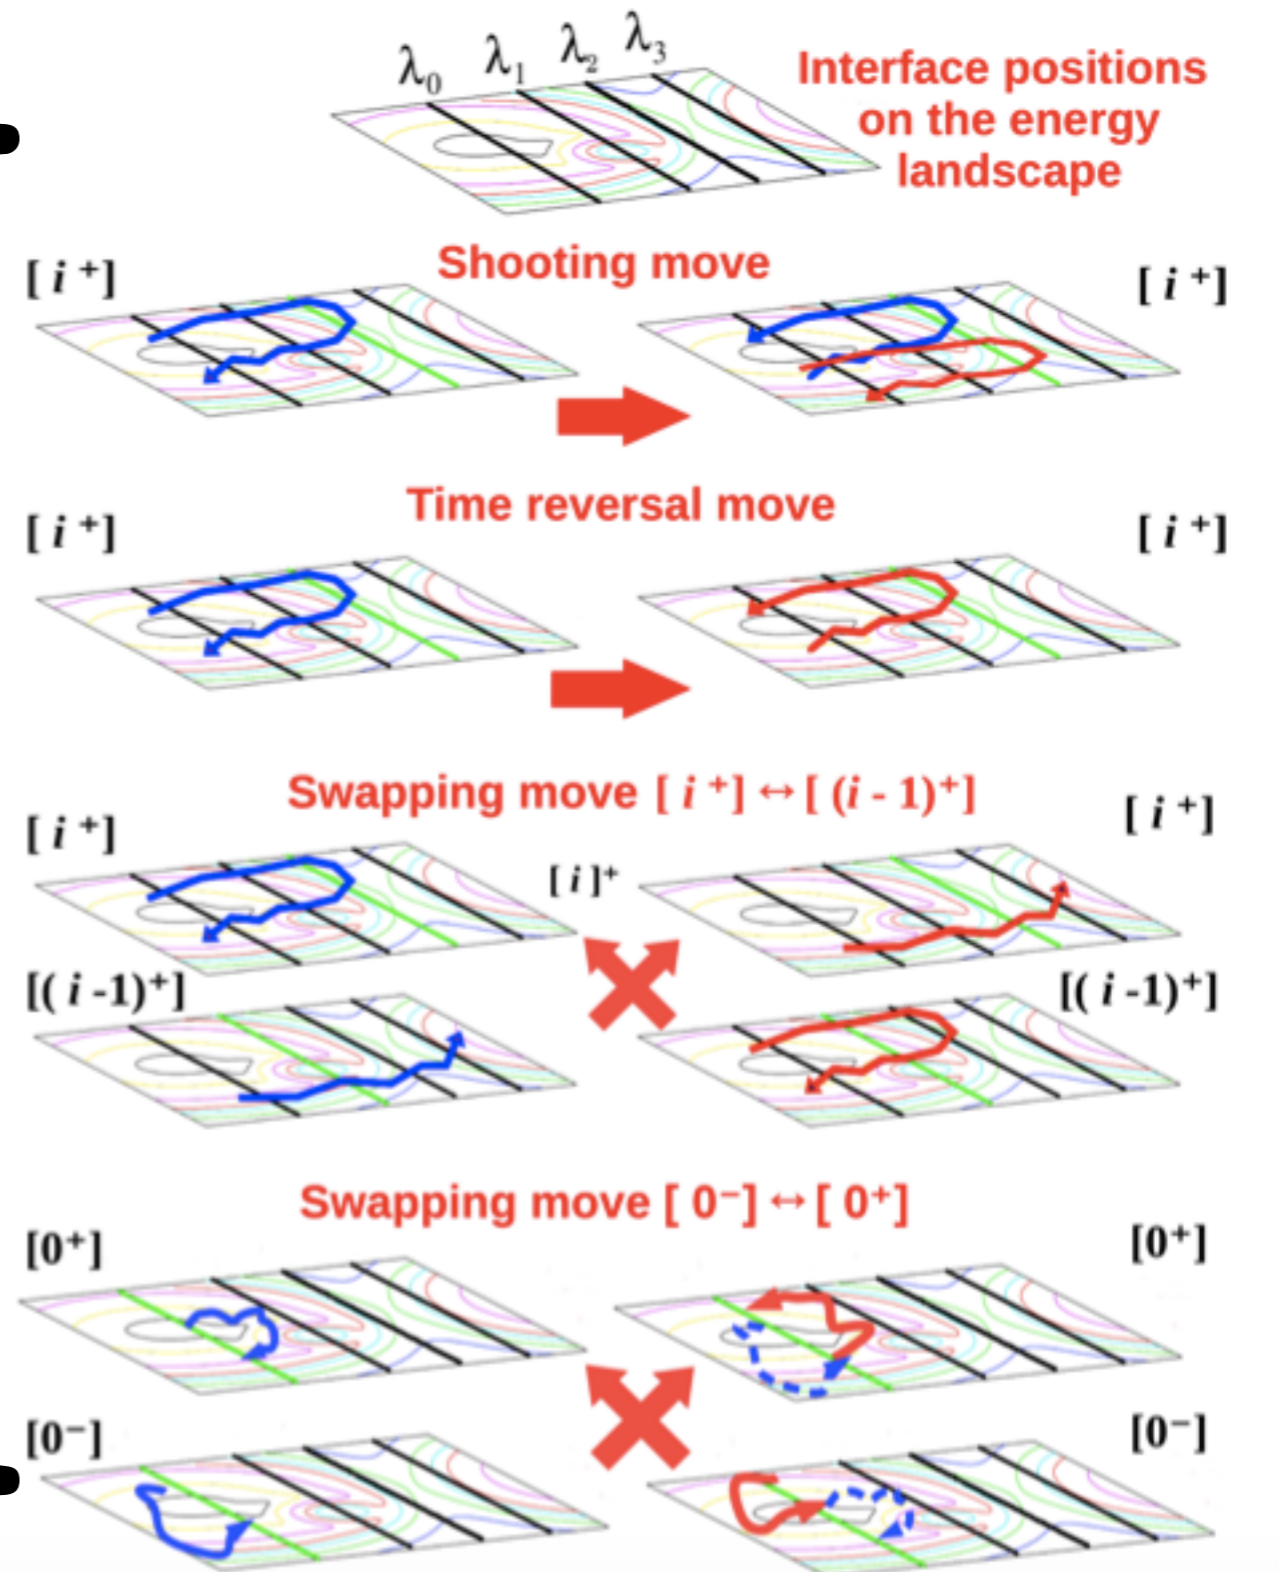 λ0 λ1 λ2 λ3
Interface positions
on the energy
landscape
Shooting move
[ i +] [ i +]
Time reversal move
[ i +] [ i +]
Swapping move [ i +] ↔ [ (i - 1)+]
[ i +] [ i ]+ [ i +]
[( i -1)+] [( i -1)+]
Swapping move [ 0−] ↔ [ 0+]
[0+] [0+]
[0−] [0−]